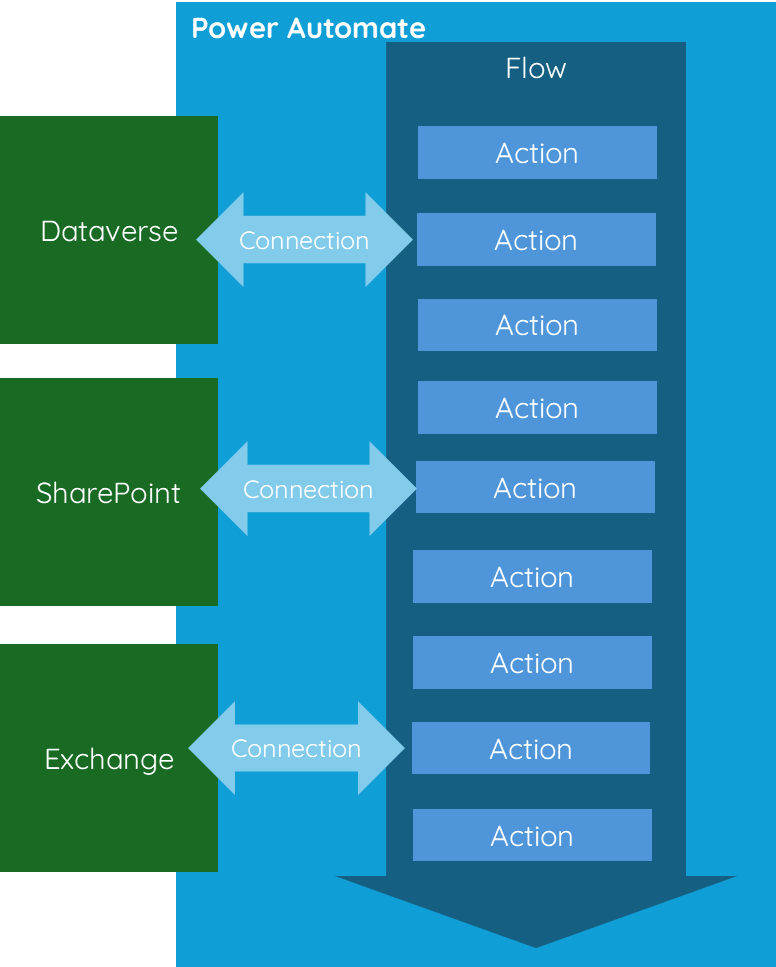 Power Automate
Flow
Action
Dataverse
Connection
Action
Action
Action
SharePoint
Connection
Action
Action
Action
Exchange
Connection
Action
Action